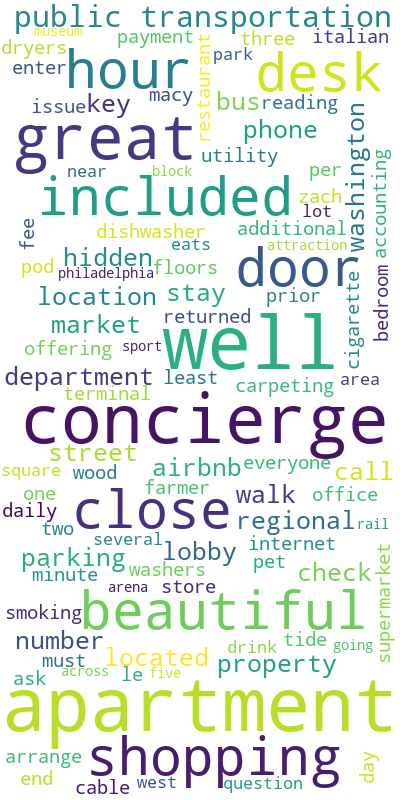 public transportation
museum
dryers
payment
three
italian
hour
restaurant
park
enter
desk
macy
issue
key
bus
reading
great
phone
washington
near
block
utility
per
accounting
included
zach
lot
fee
dishwasher
additional
eats
attraction
hidden
door
pod
philadelphia
floors
bedroom
location
stay
prior
cigarette
market
returned
well
offering
sport
department
least
area
terminal
carpeting
concierge
street
square
wood
airbnb
everyone
call
one
farmer
close
walk
office
daily
two
several
regional
rail
parking
lobby
internet
minute
washers
pet
check
supermarket
arena
store
smoking
beautiful
number
tide
drink
going
must
located
property
ask
across
le
five
apartment
arrange
shopping
day
end
cable
west
question